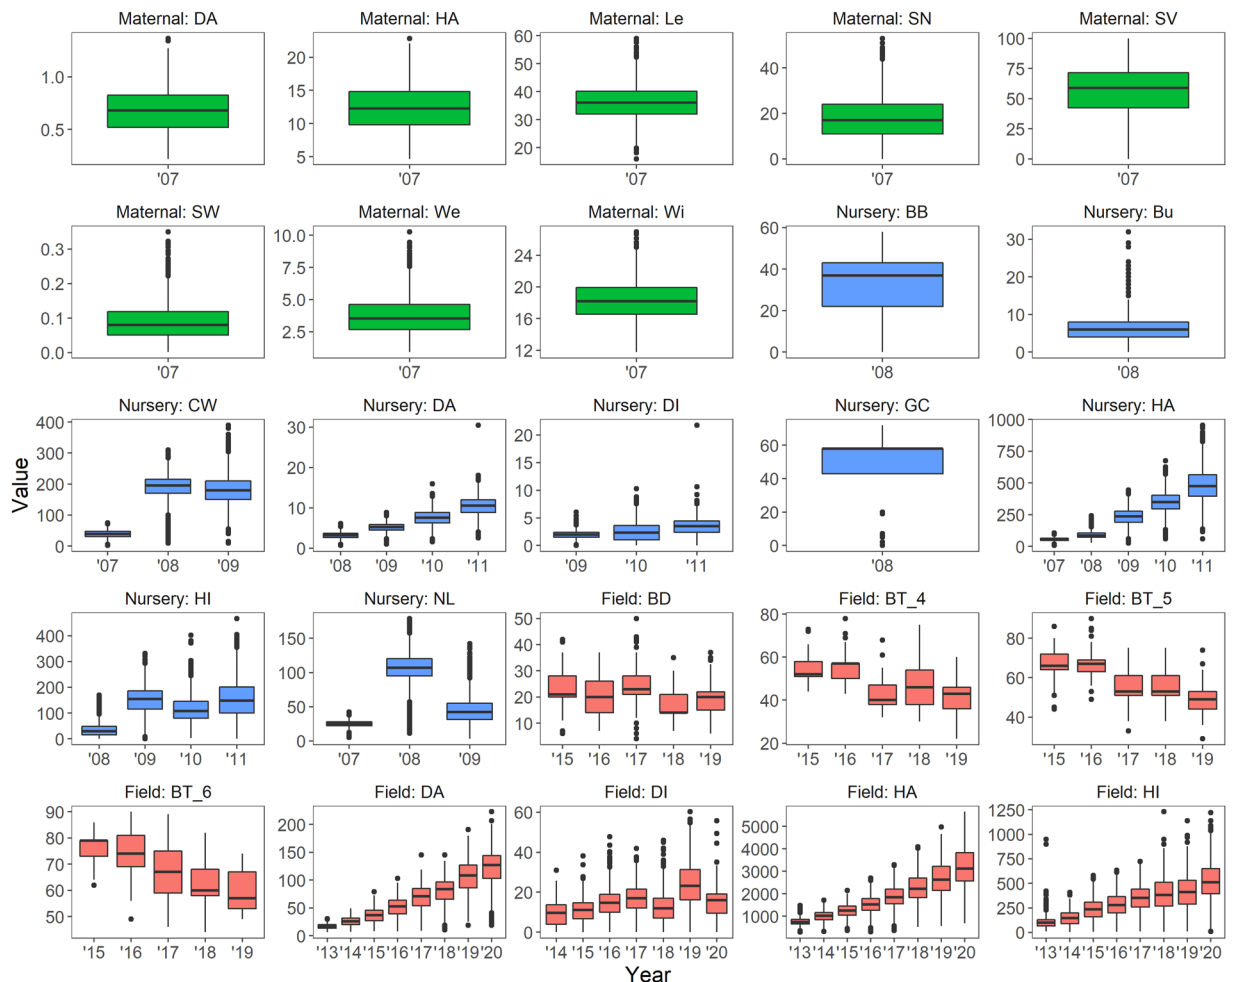 Maternal: DA Maternal: HA Maternal: Le Maternal: SN Maternal: SV
1.0 0.5 20 15 10 5 60 50 40 30 20 40 20 0 100 75 50 25 0
'07 '07 '07 '07 '07
Maternal: SW Maternal: We Maternal: Wi Nursery: BB Nursery: Bu
0.3 0.2 0.1 0.0 10.0 7.5 5.0 2.5 24 20 16 12 60 40 20 0 30 20 10 0
'07 '07 '07 '08 '08
Nursery: CW Nursery: DA Nursery: DI Nursery: GC Nursery: HA
Value
400 300 200 100 0 30 20 10 0 20 15 10 5 0 60 40 20 0 1000 750 500 250 0
'07 '08 '09 '08 '09 '10 '11 '09 '10 '11 '08 '07 '08 '09 '10 '11
Nursery: HI Nursery: NL Field: BD Field: BT_4 Field: BT_5
400 300 200 100 0 150 100 50 0 50 40 30 20 10 80 60 40 20 80 60 40
'08 '09 '10 '11 '07 '08 '09 '15 '16 '17 '18 '19 '15 '16 '17 '18 '19 '15 '16 '17 '18 '19
Field: BT_6 Field: DA Field: DI Field: HA Field: HI
90 80 70 60 50 200 150 100 50 0 60 40 20 0 5000 4000 3000 2000 1000 1250 1000 750 500 250 0
'15 '16 '17 '18 '19 '13 '14 '15 '16 '17 '18 '19 '20 '14 '15 '16 '17 '18 '19 '20 '13 '14 '15 '16 '17 '18 '19 '20 '13 '14 '15 '16 '17 '18 '19 '20
Year